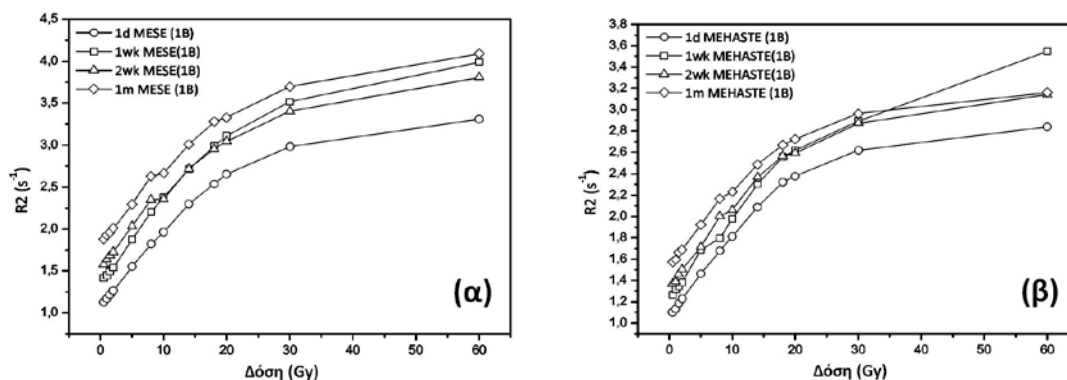 4,5
4,0
3,5
3,0
2,5
2,0
1,5
1,0
R2 (s⁻¹)
1d MESE (1B)
1wk MESE(1B)
2wk MESE(1B)
1m MESE (1B)
(α)
0 10 20 30 40 50 60
Δόση (Gy)
3,8
3,6
3,4
3,2
3,0
2,8
2,6
2,4
2,2
2,0
1,8
1,6
1,4
1,2
1,0
R2 (s⁻¹)
1d MEHASTE(1B)
1wk MEHASTE(1B)
2wk MEHASTE(1B)
1m MEHASTE (1B)
(β)
0 10 20 30 40 50 60
Δόση (Gy)